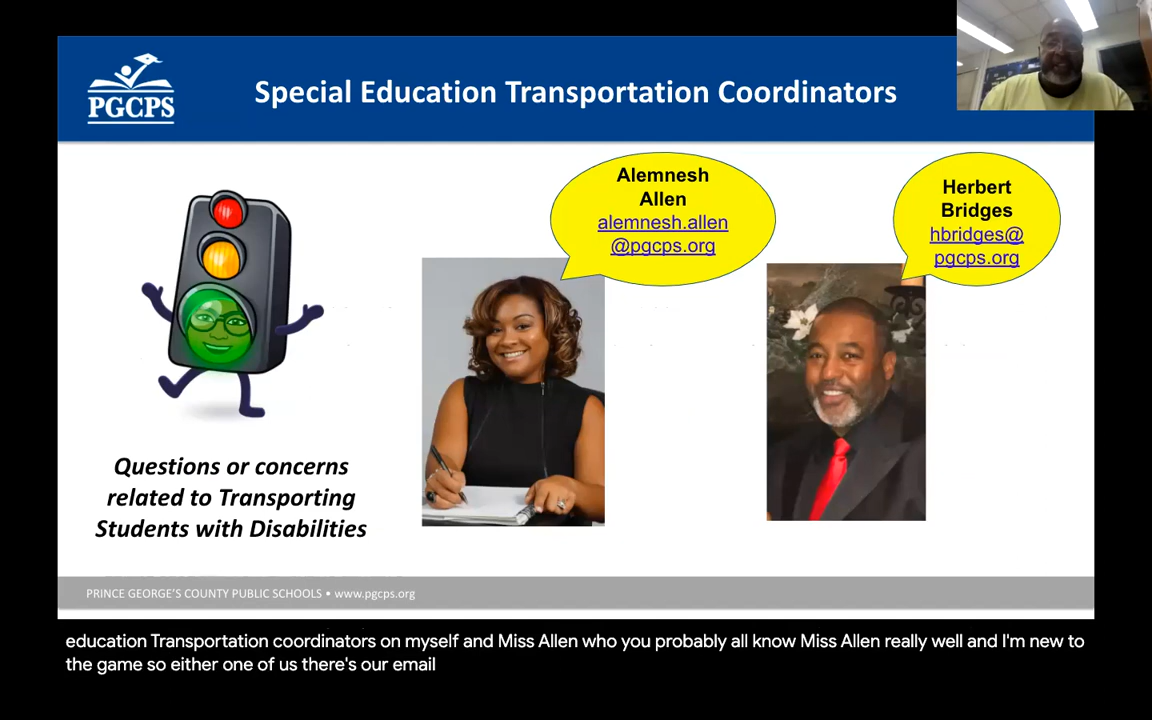 PGCPS
Special Education Transportation Coordinators
Alemnesh
Allen
alemnesh.allen
@pgcps.org
Herbert
Bridges
hbridges@
pgcps.org
Questions or concerns
related to Transporting
Students with Disabilities
PRINCE GEORGE'S COUNTY PUBLIC SCHOOLS • www.pgcps.org
education Transportation coordinators on myself and Miss Allen who you probably all know Miss Allen really well and I'm new to
the game so either one of us there's our email